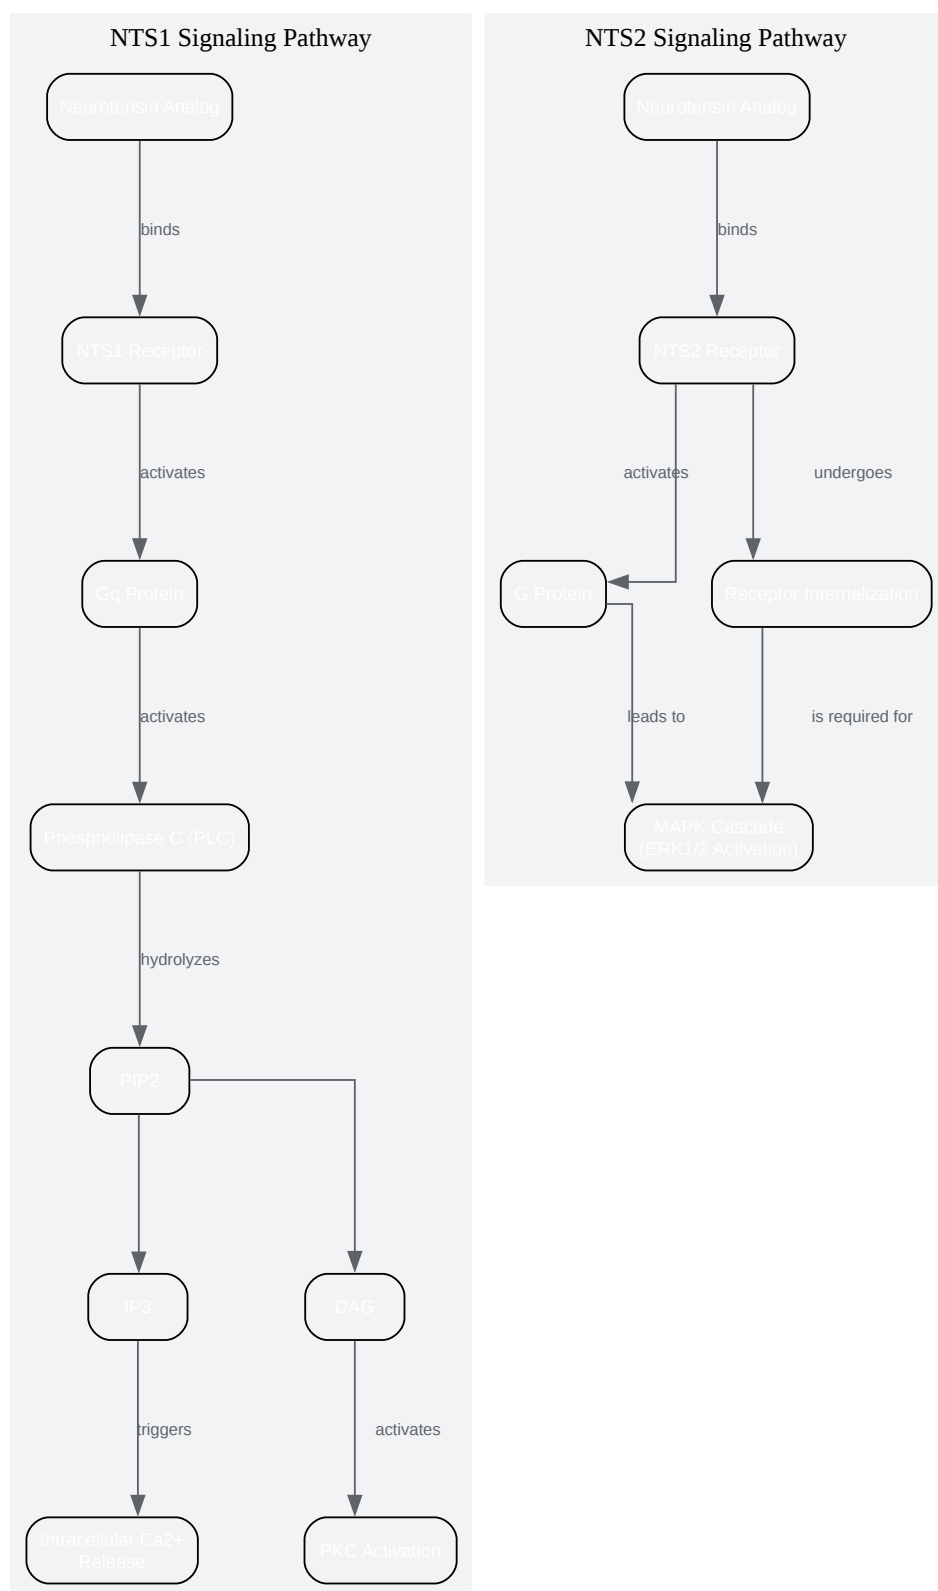 NTS1 Signaling Pathway
Neurotensin Analog
binds
NTS1 Receptor
activates
Gq Protein
activates
Phospholipase C (PLC)
hydrolyzes
PIP2
IP3
DAG
triggers
activates
Intracellular Ca2+
Release
PKC Activation
NTS2 Signaling Pathway
Neurotensin Analog
binds
NTS2 Receptor
activates
undergoes
G Protein
Receptor Internalization
leads to
is required for
MAPK Cascade
(ERK1/2 Activation)